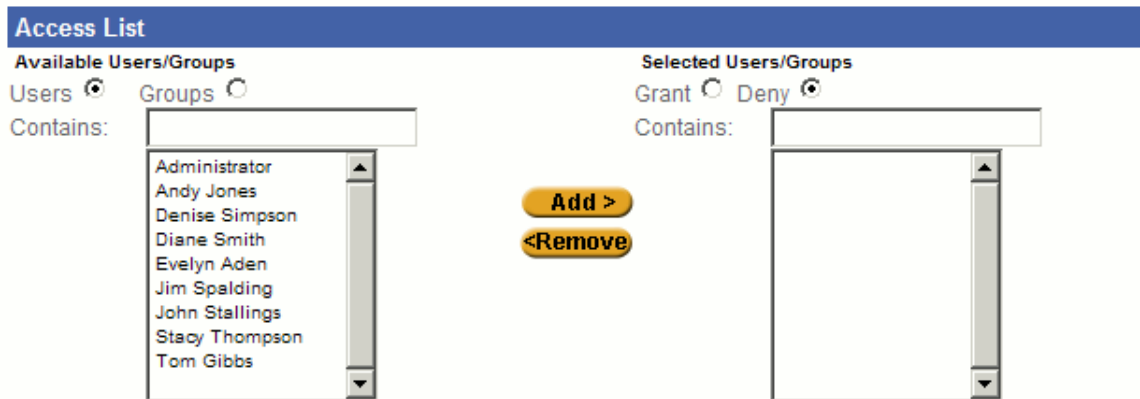 Access List
Available Users/Groups
Selected Users/Groups
Users Groups
Grant Deny
Contains:
Contains:
Administrator
Andy Jones
Denise Simpson
Diane Smith
Evelyn Aden
Jim Spalding
John Stallings
Stacy Thompson
Tom Gibbs
Add >
<Remove